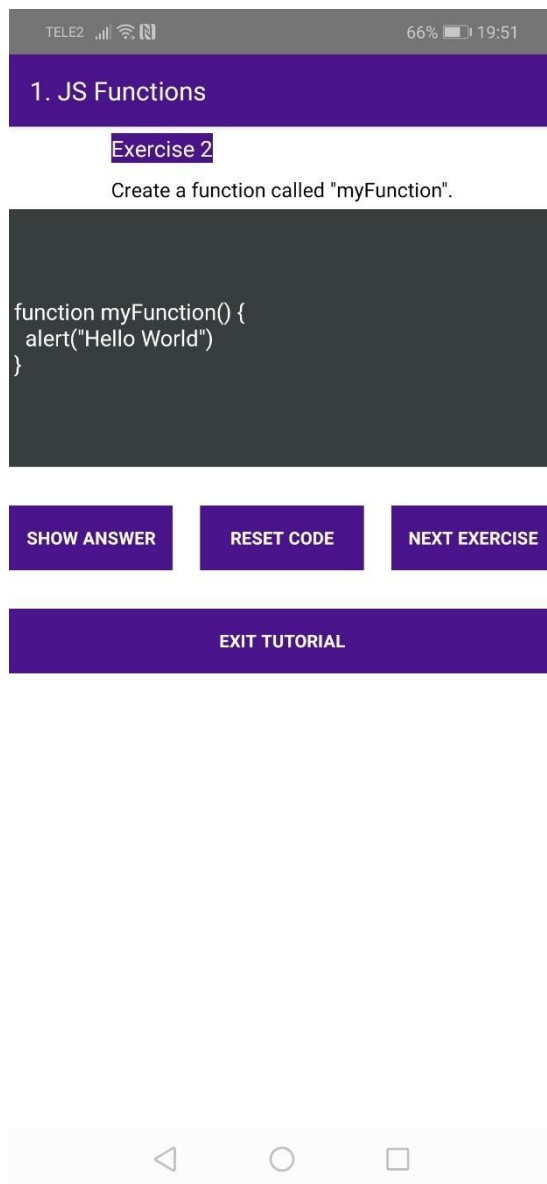 TELE2 66% 19:51
1. JS Functions
Exercise 2
Create a function called "myFunction".
function myFunction() {
alert("Hello World")
}
SHOW ANSWER RESET CODE NEXT EXERCISE
EXIT TUTORIAL